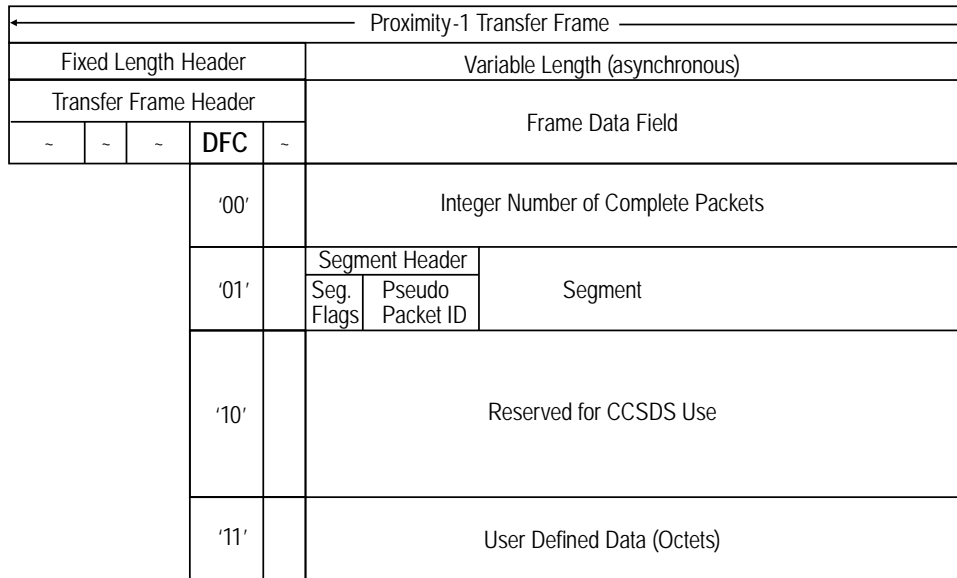 Proximity-1 Transfer Frame
Fixed Length Header
Variable Length (asynchronous)
Transfer Frame Header
Frame Data Field
~ ~ ~ DFC ~
'00' Integer Number of Complete Packets
Segment Header
'01' Seg. Flags Pseudo Packet ID Segment
'10' Reserved for CCSDS Use
'11' User Defined Data (Octets)